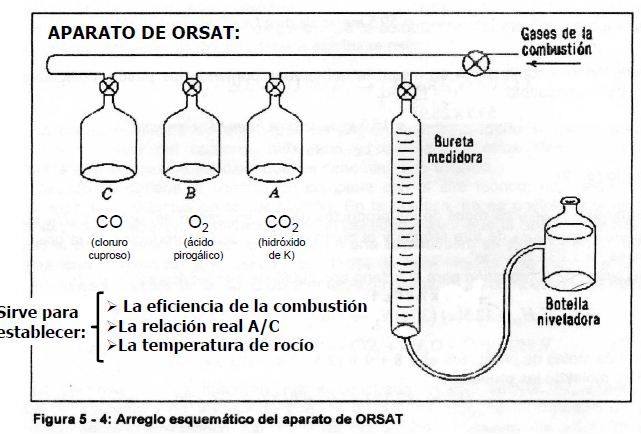 APARATO DE ORSAT:
Gases de la
combustión
Bureta
medidora
C
B
A
CO
(cloruro
cuproso)
O2
(ácido
pirogálico)
CO2
(hidróxido
de K)
Botella
niveladora
Sirve para
establecer:
La eficiencia de la combustión
La relación real A/C
La temperatura de rocío
Figura 5 - 4: Arreglo esquemático del aparato de ORSAT